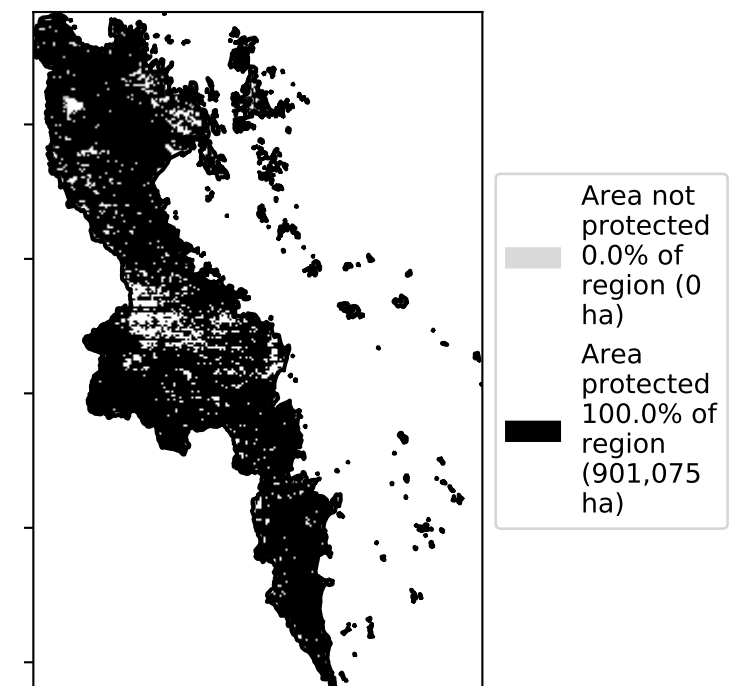 Area not
protected
0.0% of
region (0
ha)
Area
protected
100.0% of
region
(901,075
ha)